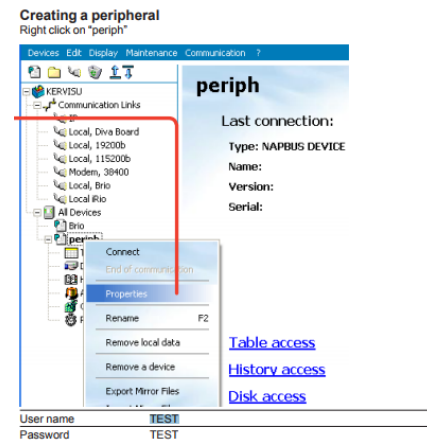 Creating a peripheral
Right click on "periph"
Devices Edit Display Maintenance Communication ?
KERVISU
Communication Links
IP
Local, Diva Board
Local, 19200b
Local, 115200b
Modem, 38400
Local, Brio
Local iRio
All Devices
Brio
periph
periph
Last connection:
Type: NAPBUS DEVICE
Name:
Version:
Serial:
Connect
End of communication
Properties
Rename F2
Remove local data
Remove a device
Export Mirror Files
Table access
History access
Disk access
User name TEST
Password TEST